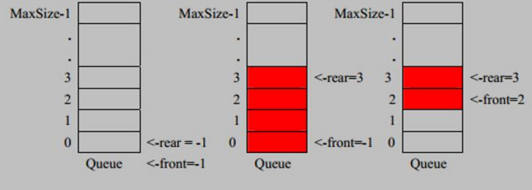 MaxSize-1 MaxSize-1 MaxSize-1
.
.
.
.
.
.
3 3 <-rear=3 3 <-rear=3
2 2 2 <-front=2
1 1 1
0 <-rear = -1 0 <-front=-1 0
Queue <-front=-1 Queue Queue